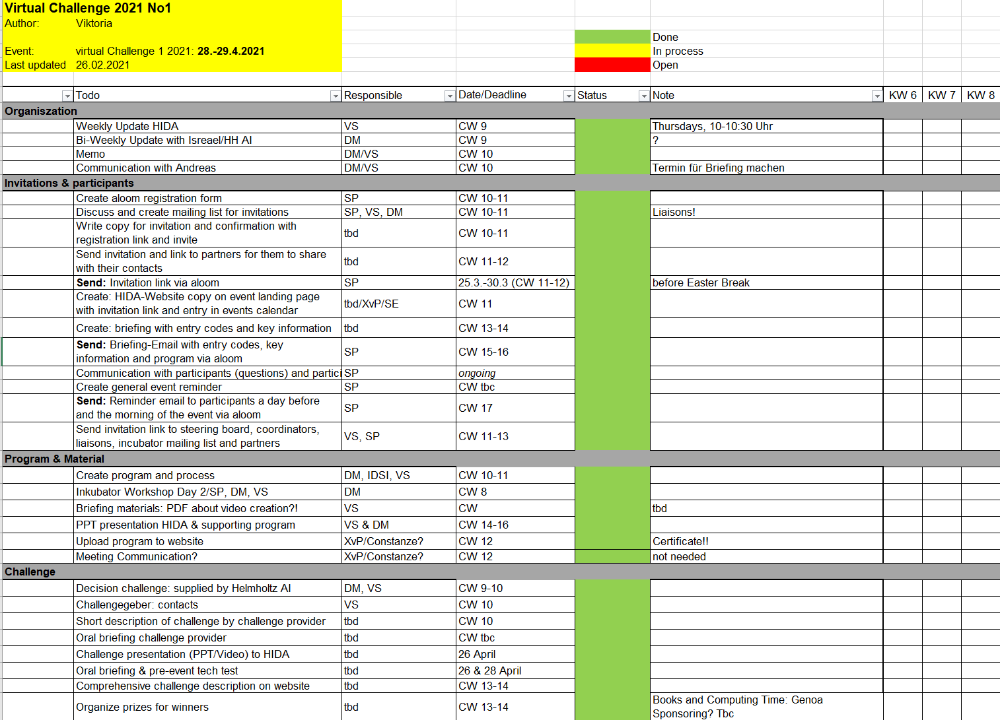 Virtual Challenge 2021 No1
Author: Viktoria
Done
Event: virtual Challenge 1 2021: 28.-29.4.2021 In process
Last updated 26.02.2021 Open
Todo Responsible Date/Deadline Status Note KW 6 KW 7 KW 8
Organiszation
Weekly Update HIDA VS CW 9 Thursdays, 10-10:30 Uhr
Bi-Weekly Update with Isreael/HH AI DM CW 9 ?
Memo DM/VS CW 10
Communication with Andreas DM/VS CW 10 Termin für Briefing machen
Invitations & participants
Create aloom registration form SP CW 10-11
Discuss and create mailing list for invitations SP, VS, DM CW 10-11 Liaisons!
Write copy for invitation and confirmation with
registration link and invite tbd CW 10-11
Send invitation and link to partners for them to share
with their contacts tbd CW 11-12
Send: Invitation link via aloom SP 25.3.-30.3 (CW 11-12) before Easter Break
Create: HIDA-Website copy on event landing page
with invitation link and entry in events calendar tbd/XvP/SE CW 11
Create: briefing with entry codes and key information tbd CW 13-14
Send: Briefing-Email with entry codes, key
information and program via aloom SP CW 15-16
Communication with participants (questions) and partici SP ongoing
Create general event reminder SP CW tbc
Send: Reminder email to participants a day before
and the morning of the event via aloom SP CW 17
Send invitation link to steering board, coordinators,
liaisons, incubator mailing list and partners VS, SP CW 11-13
Program & Material
Create program and process DM, IDSI, VS CW 10-11
Inkubator Workshop Day 2/SP, DM, VS DM CW 8
Briefing materials: PDF about video creation?! VS CW tbd
PPT presentation HIDA & supporting program VS & DM CW 14-16
Upload program to website XvP/Constanze? CW 12 Certificate!!
Meeting Communication? XvP/Constanze? CW 12 not needed
Challenge
Decision challenge: supplied by Helmholtz AI DM, VS CW 9-10
Challengegeber: contacts VS CW 10
Short description of challenge by challenge provider tbd CW 10
Oral briefing challenge provider tbd CW tbc
Challenge presentation (PPT/Video) to HIDA tbd 26 April
Oral briefing & pre-event tech test tbd 26 & 28 April
Comprehensive challenge description on website tbd CW 13-14
Organize prizes for winners tbd CW 13-14 Books and Computing Time: Genoa
Sponsoring? Tbc